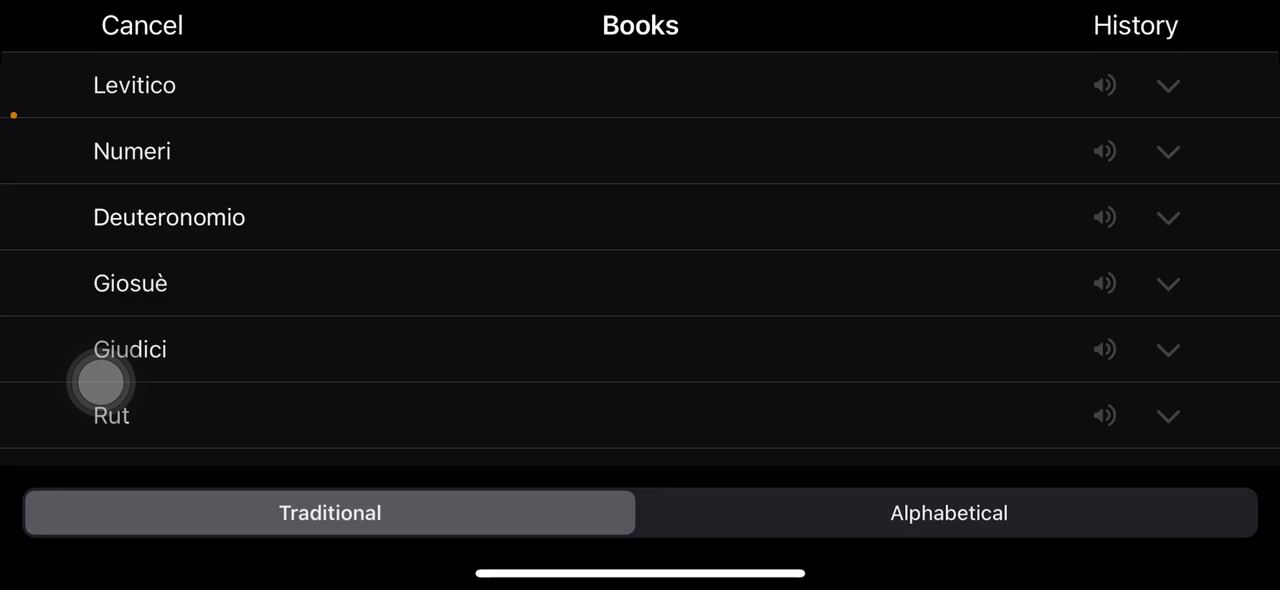 Cancel Books History
Levitico
Numeri
Deuteronomio
Giosuè
Giudici
Rut
Traditional Alphabetical